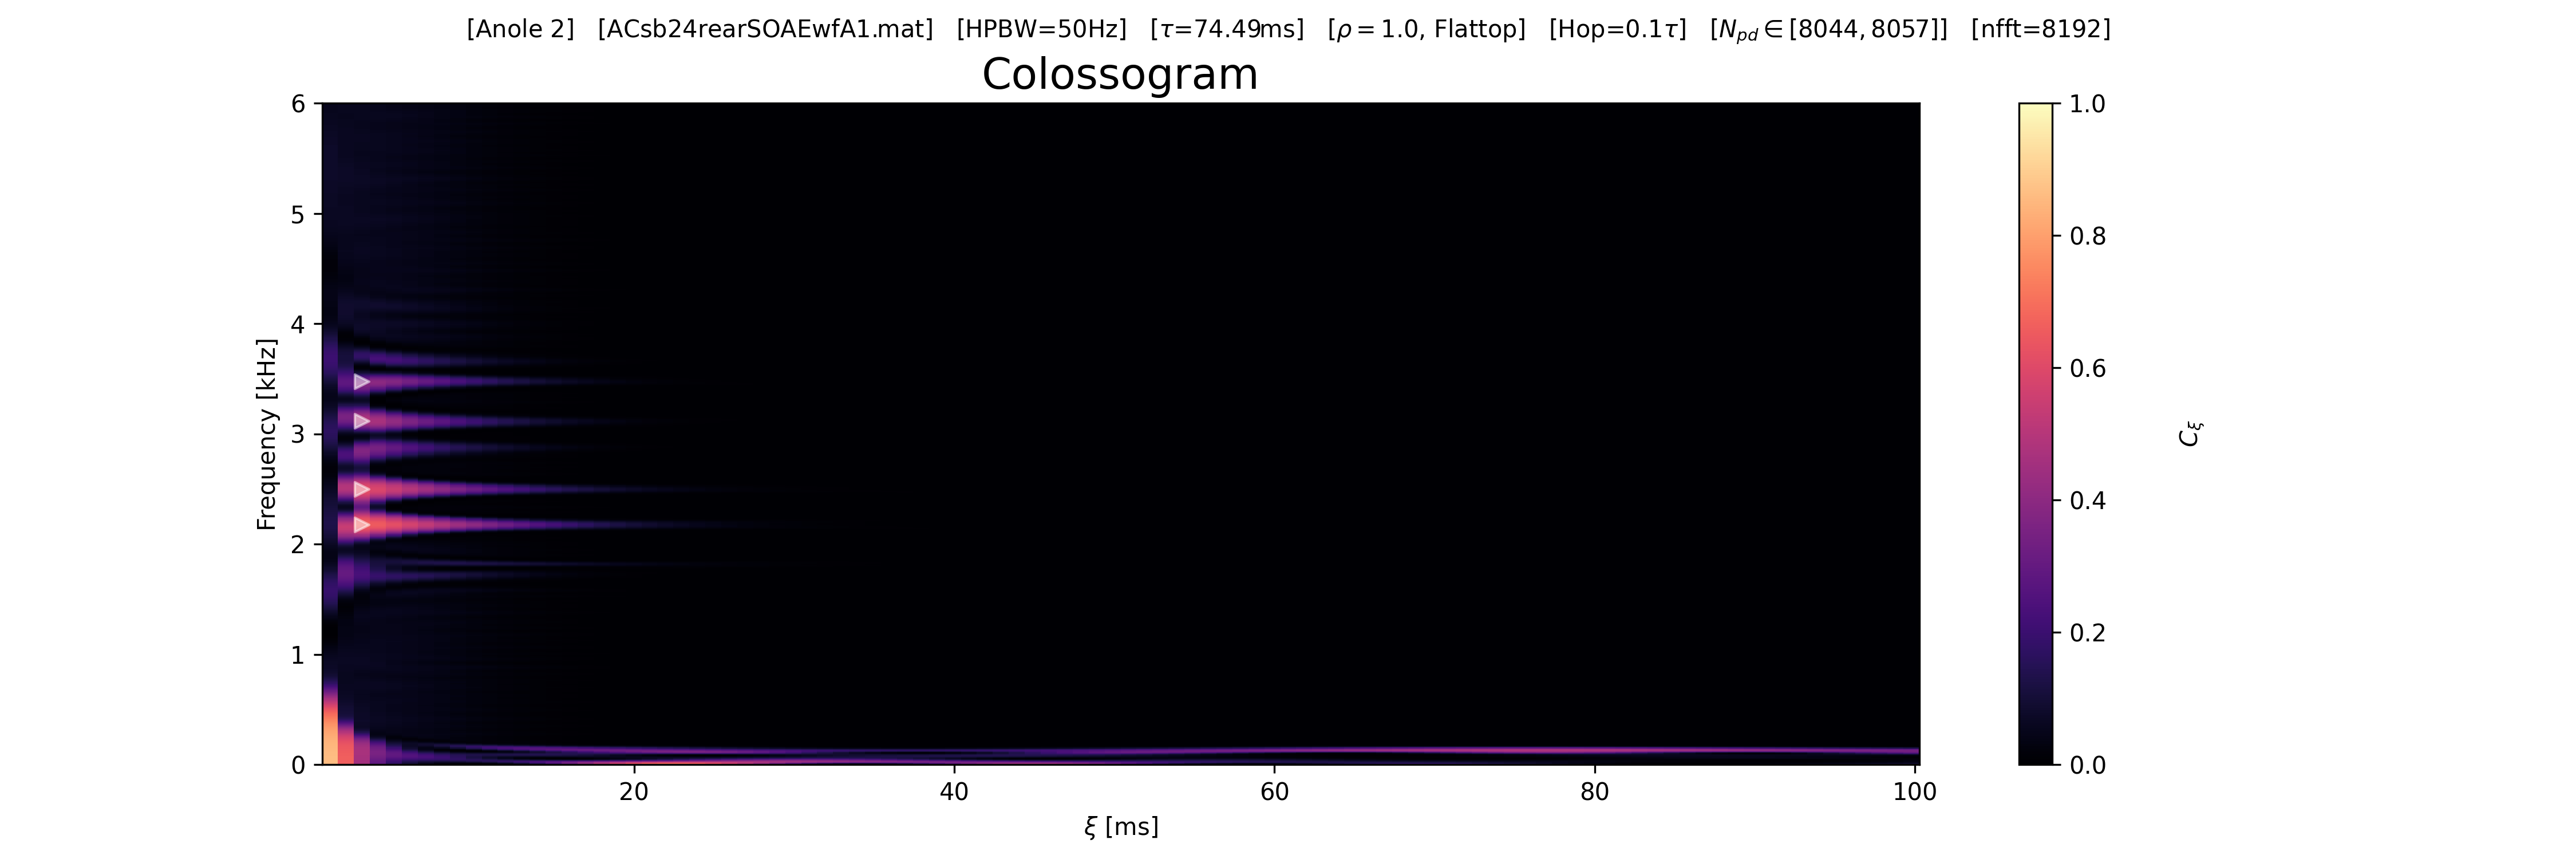 [Anole 2] [ACsb24rearSOAEwfA1.mat] [HPBW=50Hz] [τ=74.49ms] [ρ = 1.0, Flattop] [Hop=0.1τ] [N_pd ∈ [8044, 8057]] [nfft=8192]
Colossogram
Frequency [kHz]
6
5
4
3
2
1
0
20 40 60 80 100
ξ [ms]
1.0
0.8
0.6
0.4
0.2
0.0
C_ξ